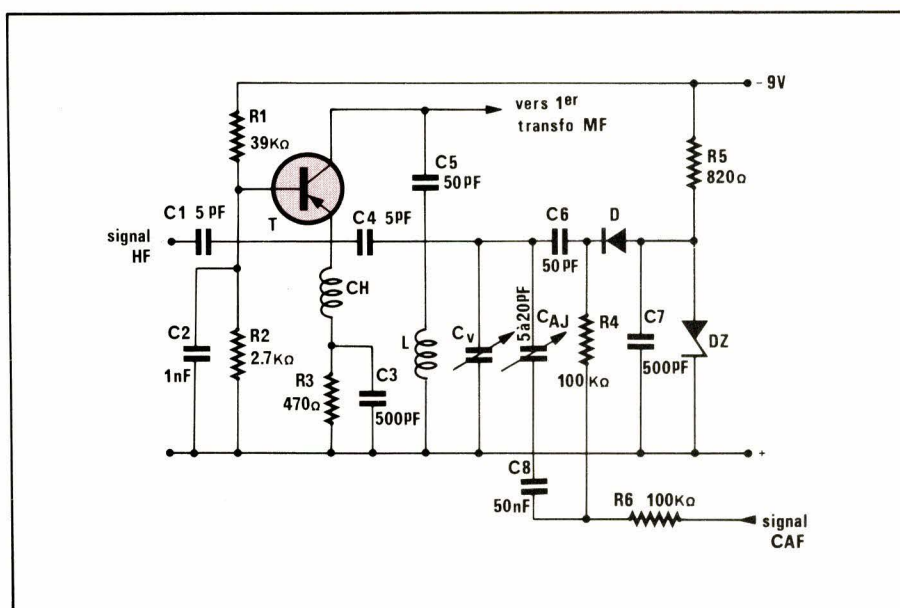 - 9V
R1
39KΩ
vers 1er
transfo MF
R5
820Ω
C5
50PF
C1 5 PF
T
C4
5PF
C6
50PF
D
signal
HF
CH
5à20PF
CV
CAJ
R4
100KΩ
C7
500PF
DZ
C2
1nF
R2
2.7KΩ
L
R3
470Ω
C3
500PF
+
C8
50nF
R6 100KΩ
signal
CAF